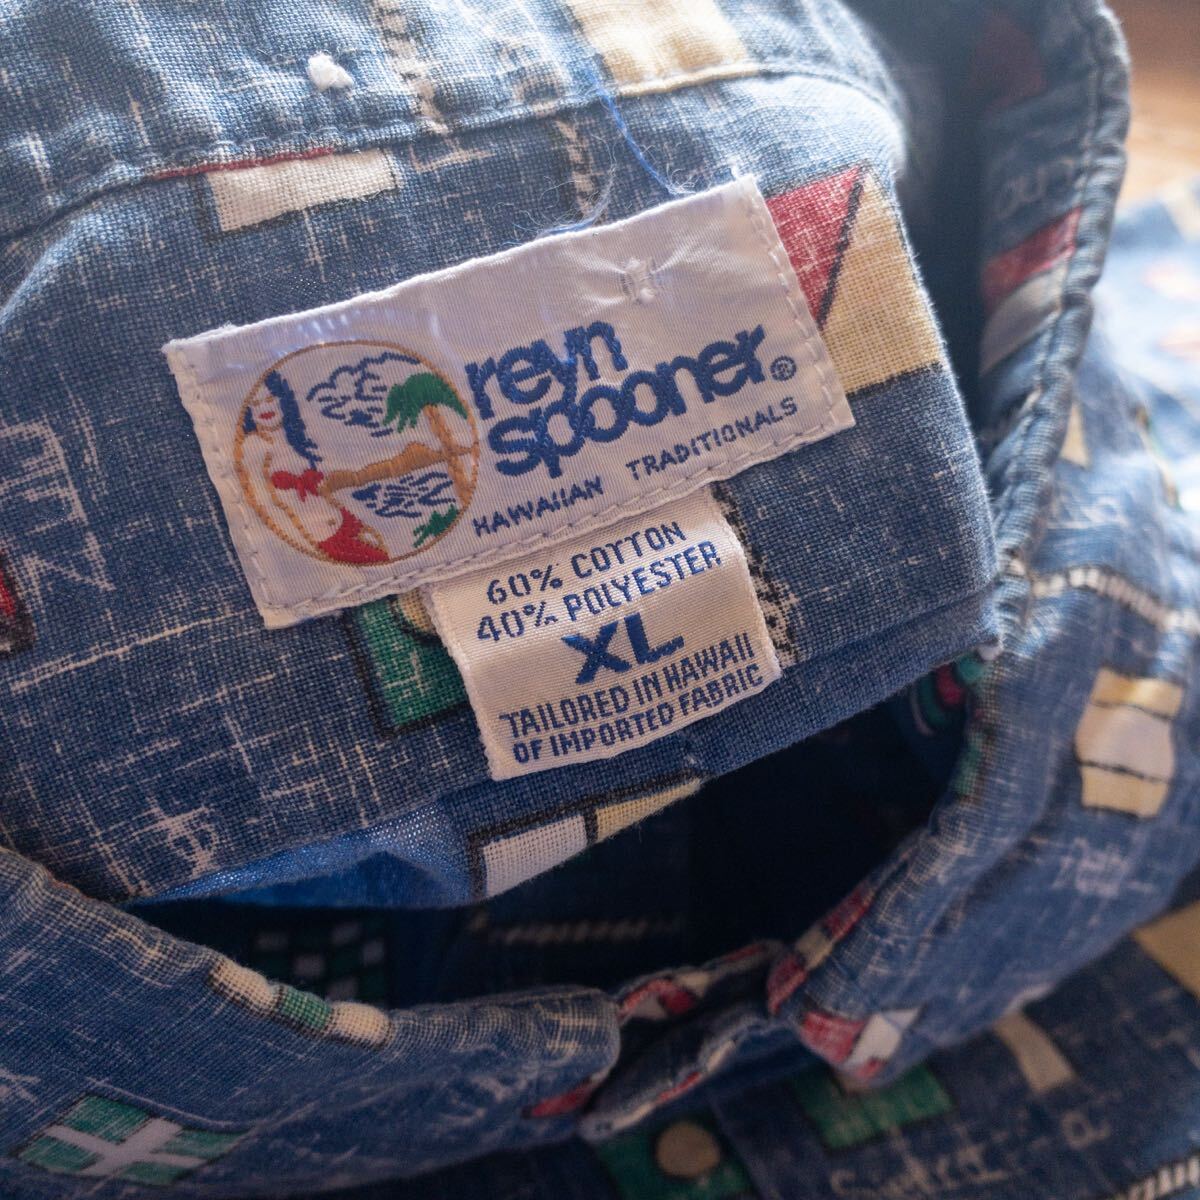 reyn
spooner®
HAWAIIAN TRADITIONALS
60% COTTON
40% POLYESTER
XL
TAILORED IN HAWAII
OF IMPORTED FABRIC